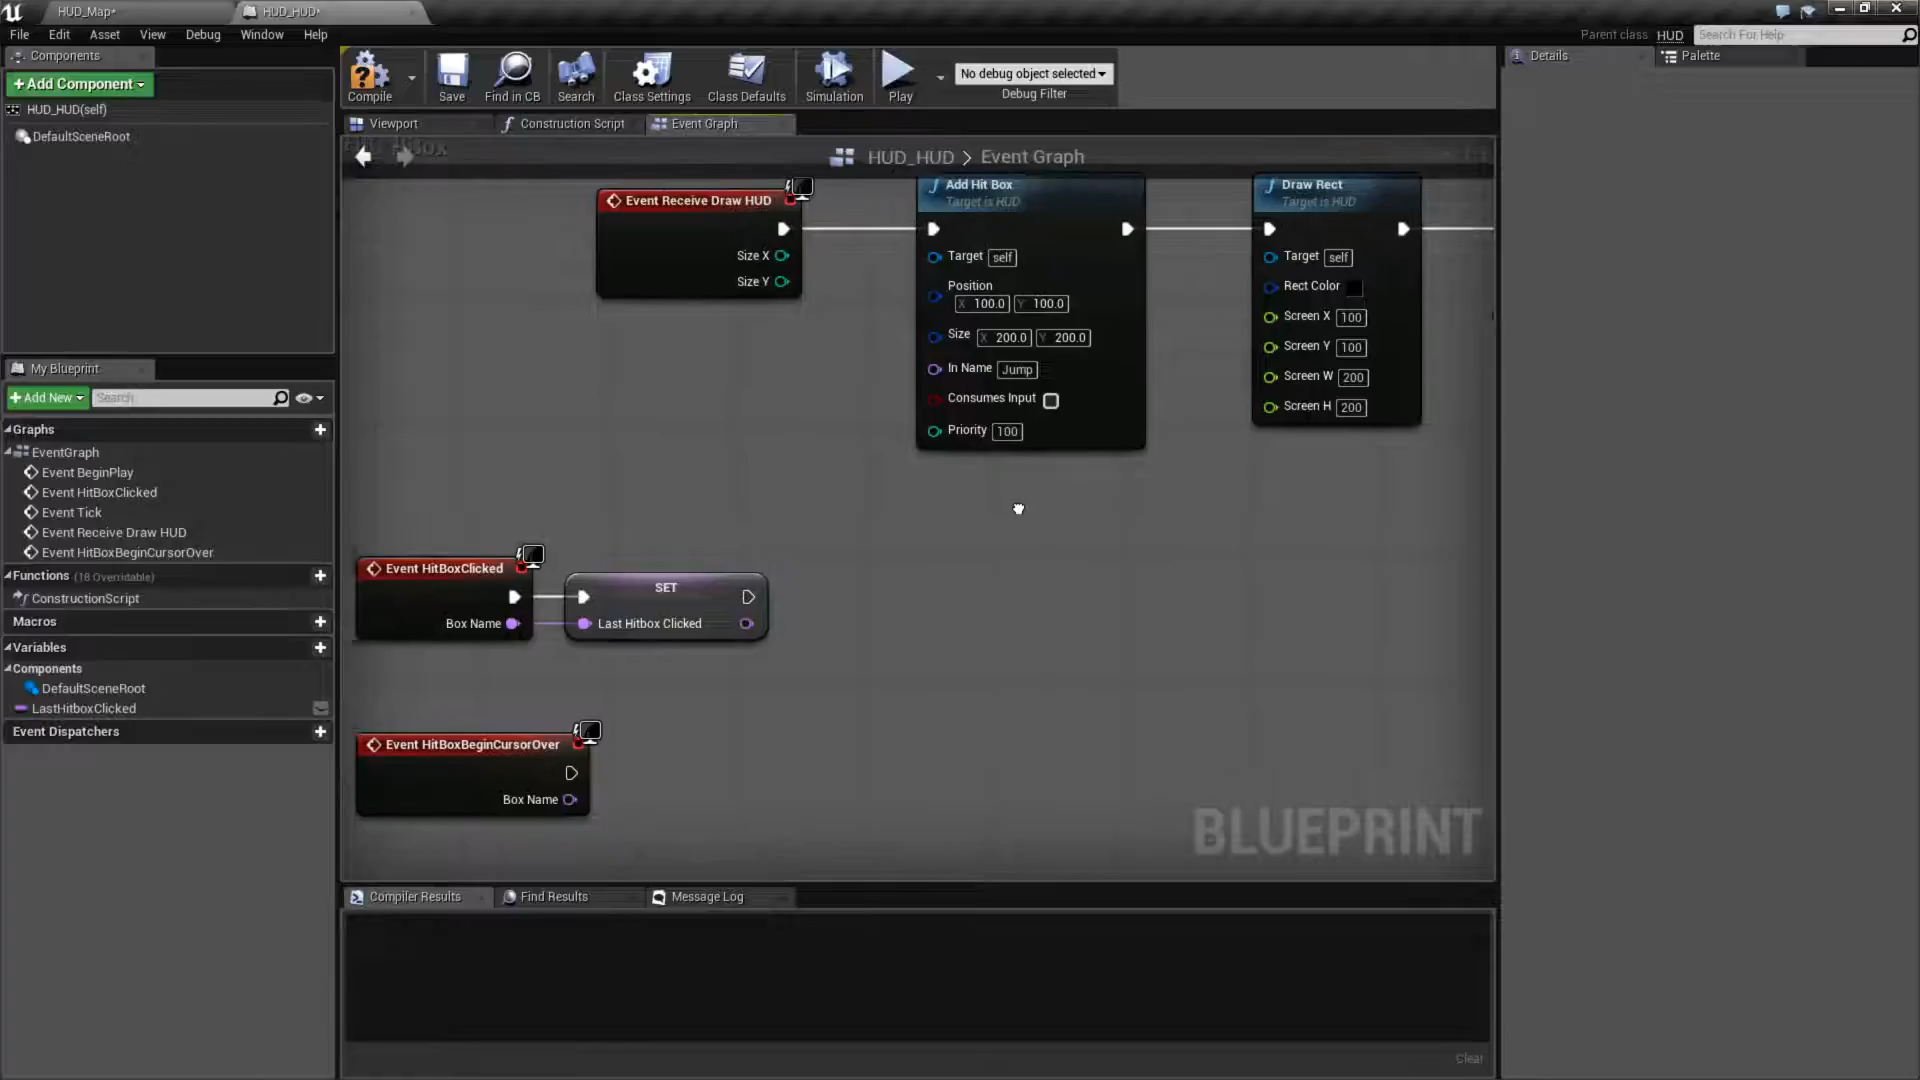 HUD_Map*
HUD_HUD*
File Edit Asset View Debug Window Help
Parent class HUD Search For Help
Components
+Add Component
HUD_HUD(self)
DefaultSceneRoot
Compile Save Find in CB Search Class Settings Class Defaults Simulation Play
No debug object selected
Debug Filter
Details Palette
Viewport Construction Script Event Graph
HUD_HUD > Event Graph
Event Receive Draw HUD
Size X
Size Y
Add Hit Box
Target is HUD
Target self
Position
X 100.0 Y 100.0
Size X 200.0 Y 200.0
In Name Jump
Consumes Input
Priority 100
Draw Rect
Target is HUD
Target self
Rect Color
Screen X 100
Screen Y 100
Screen W 200
Screen H 200
My Blueprint
+Add New Search
Graphs
EventGraph
Event BeginPlay
Event HitBoxClicked
Event Tick
Event Receive Draw HUD
Event HitBoxBeginCursorOver
Functions (18 Overridable)
ConstructionScript
Macros
Variables
Components
DefaultSceneRoot
LastHitboxClicked
Event Dispatchers
Event HitBoxClicked
Box Name
SET
Last Hitbox Clicked
Event HitBoxBeginCursorOver
Box Name
BLUEPRINT
Compiler Results Find Results Message Log
Clear